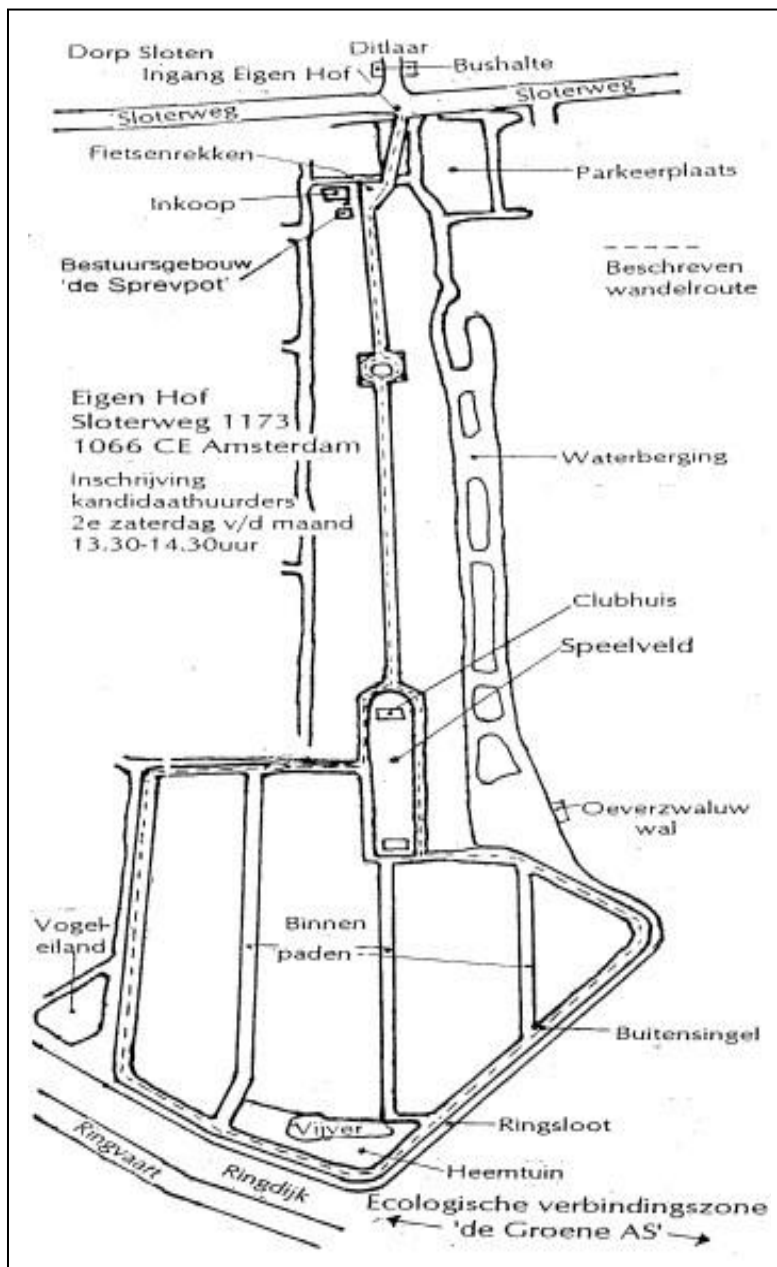 Dorp Sloten
Ditlaar
Ingang Eigen Hof
Bushalte
Sloterweg
Sloterweg
Fietsenrekken
Parkeerplaats
Inkoop
Bestuursgebouw
'de Sprevpot'
Beschreven
wandelroute
Eigen Hof
Sloterweg 1173
1066 CE Amsterdam
Waterberging
Inschrijving
kandidaathuurders
2e zaterdag v/d maand
13.30-14.30uur
Clubhuis
Speelveld
Oeverzwaluw
wal
Vogel-
eiland
Binnen
paden
Buitensingel
Vijver
Ringsloot
Heemtuin
Ringvaart
Ringdijk
Ecologische verbindingszone
'de Groene AS'